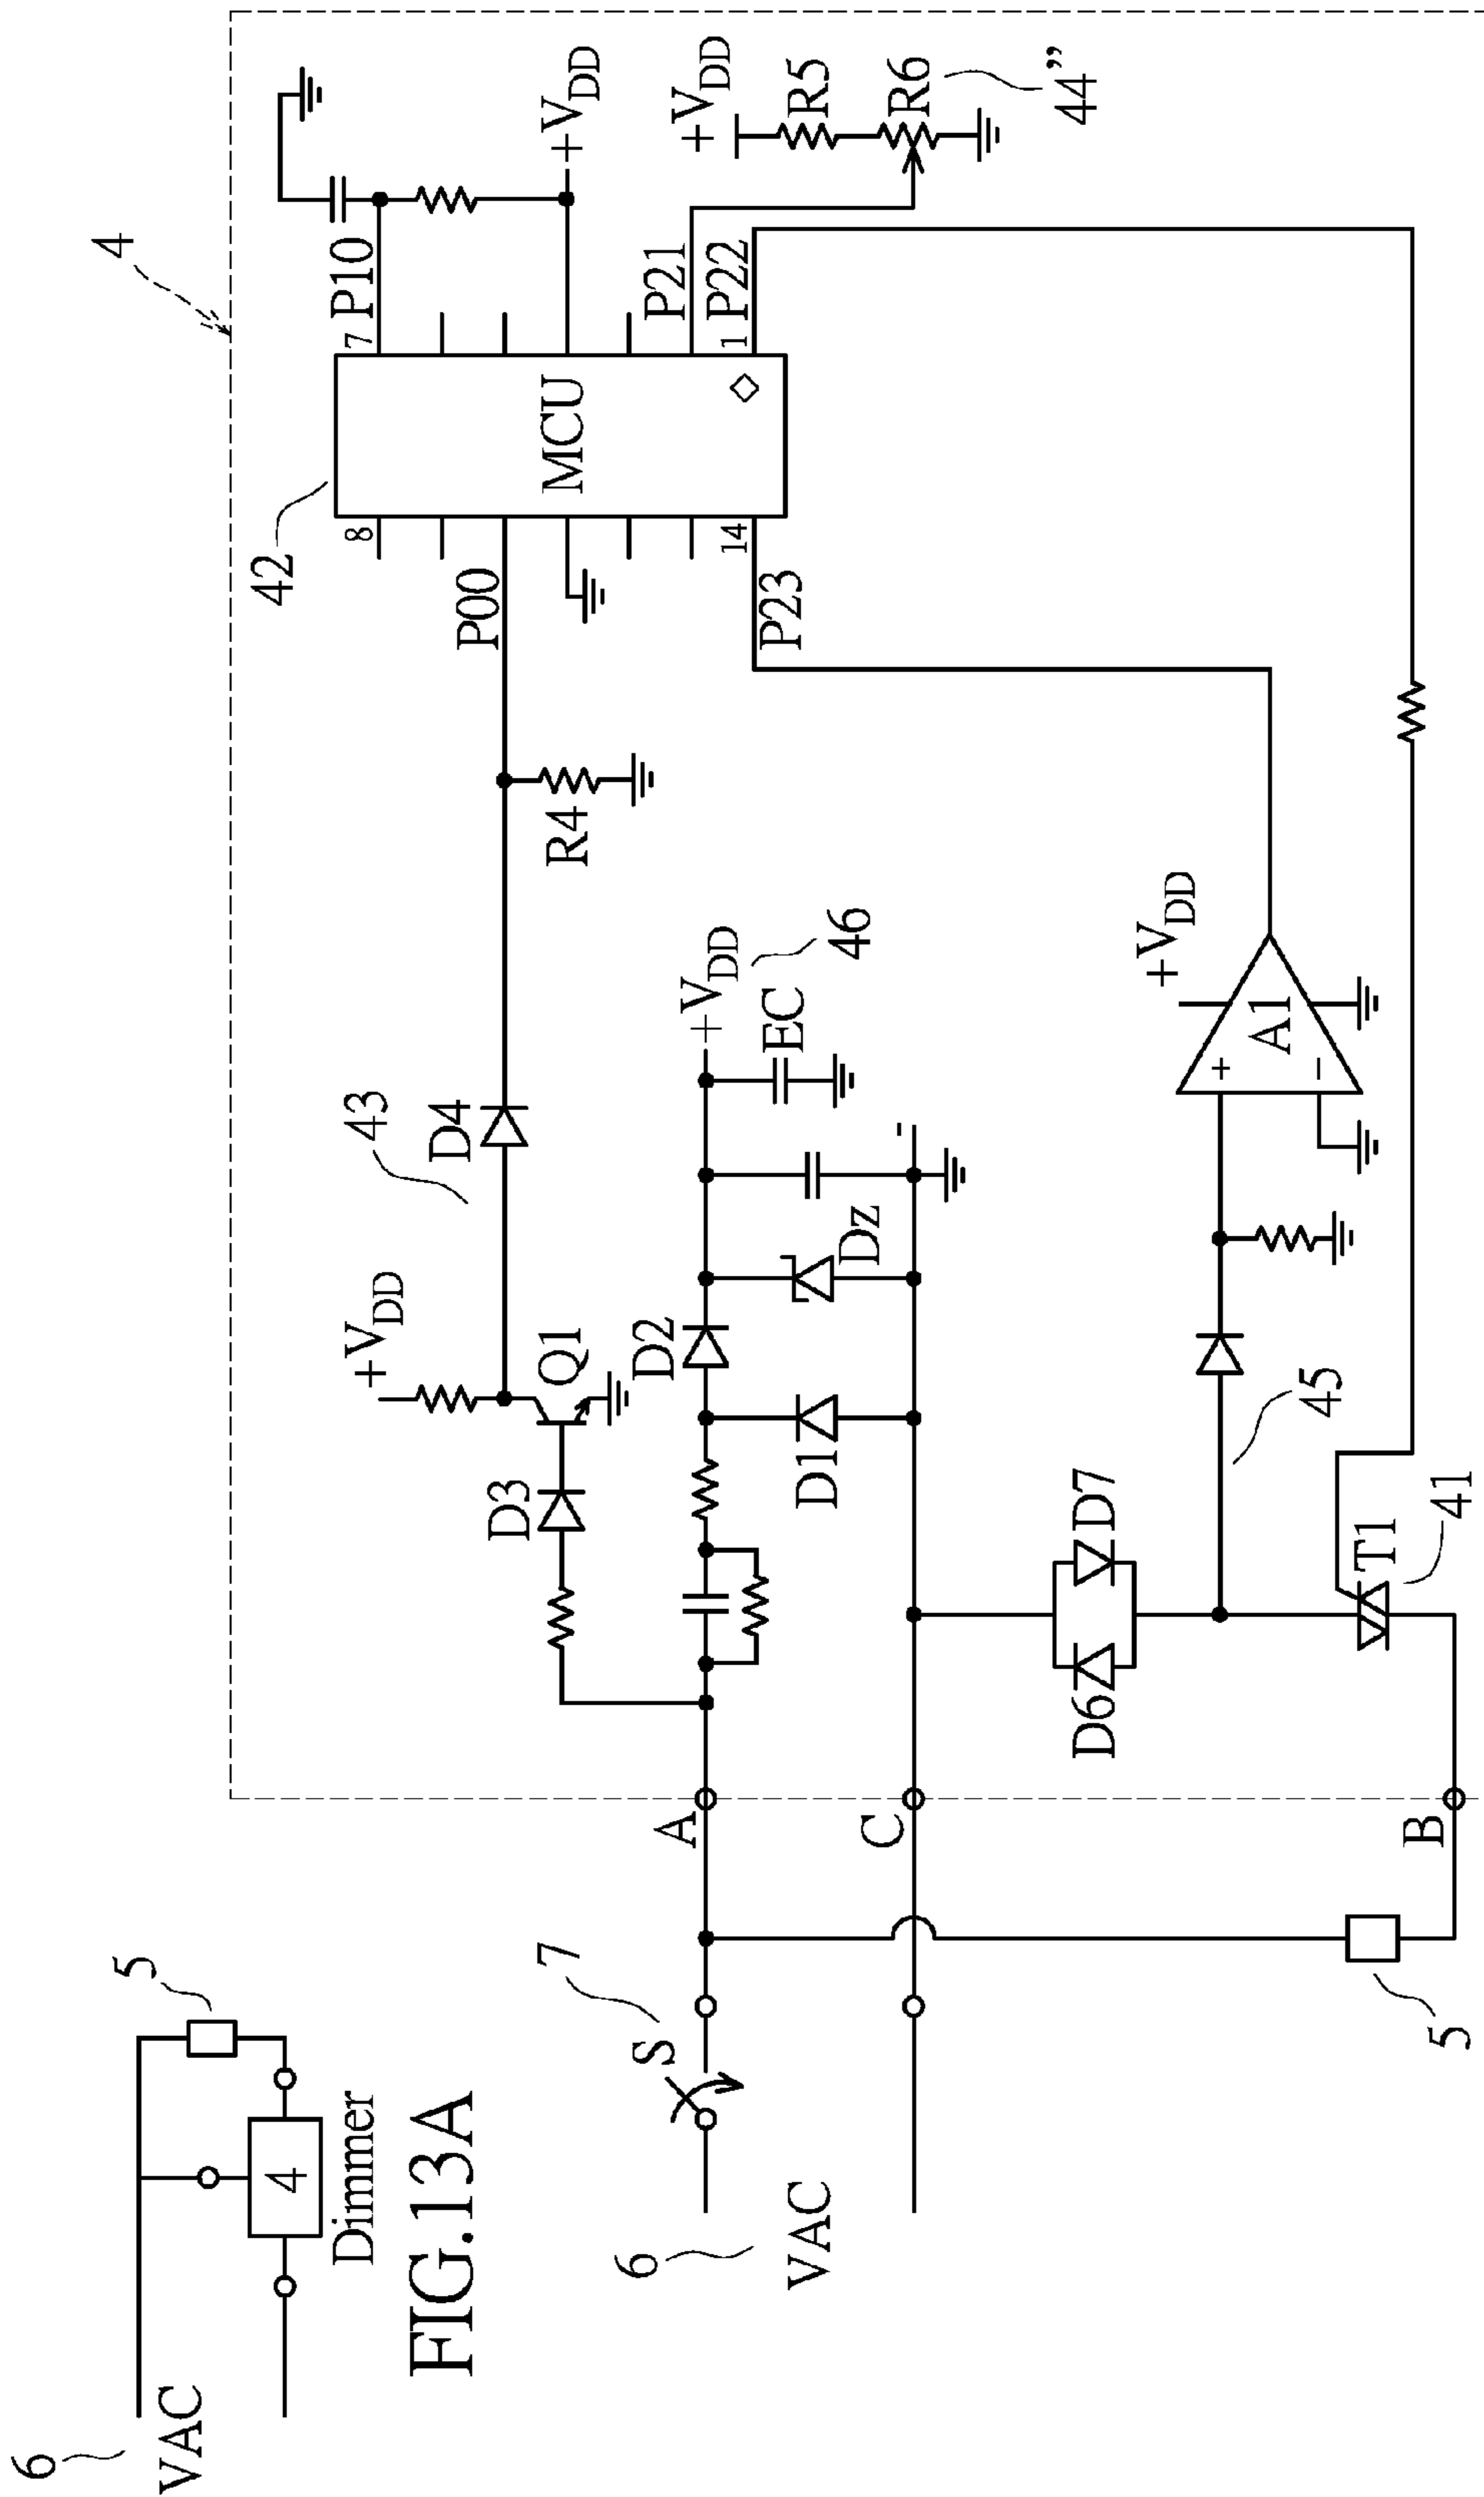 6
VAC
4
Dimmer
5
FIG.13A
4
42
8
7
P10
P00
MCU
+VDD
P21
P22
14
1
P23
+VDD
R5
R6
44”
43
+VDD
D4
R4
D3
Q1
D2
+VDD
EC
46
D1
Dz
-
7
S
A
6
VAC
C
D6
D7
45
+VDD
+
A1
-
T1
41
B
5